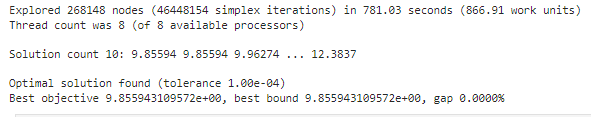 Explored 268148 nodes (46448154 simplex iterations) in 781.03 seconds (866.91 work units)
Thread count was 8 (of 8 available processors)
Solution count 10: 9.85594 9.85594 9.96274 ... 12.3837
Optimal solution found (tolerance 1.00e-04)
Best objective 9.855943109572e+00, best bound 9.855943109572e+00, gap 0.0000%